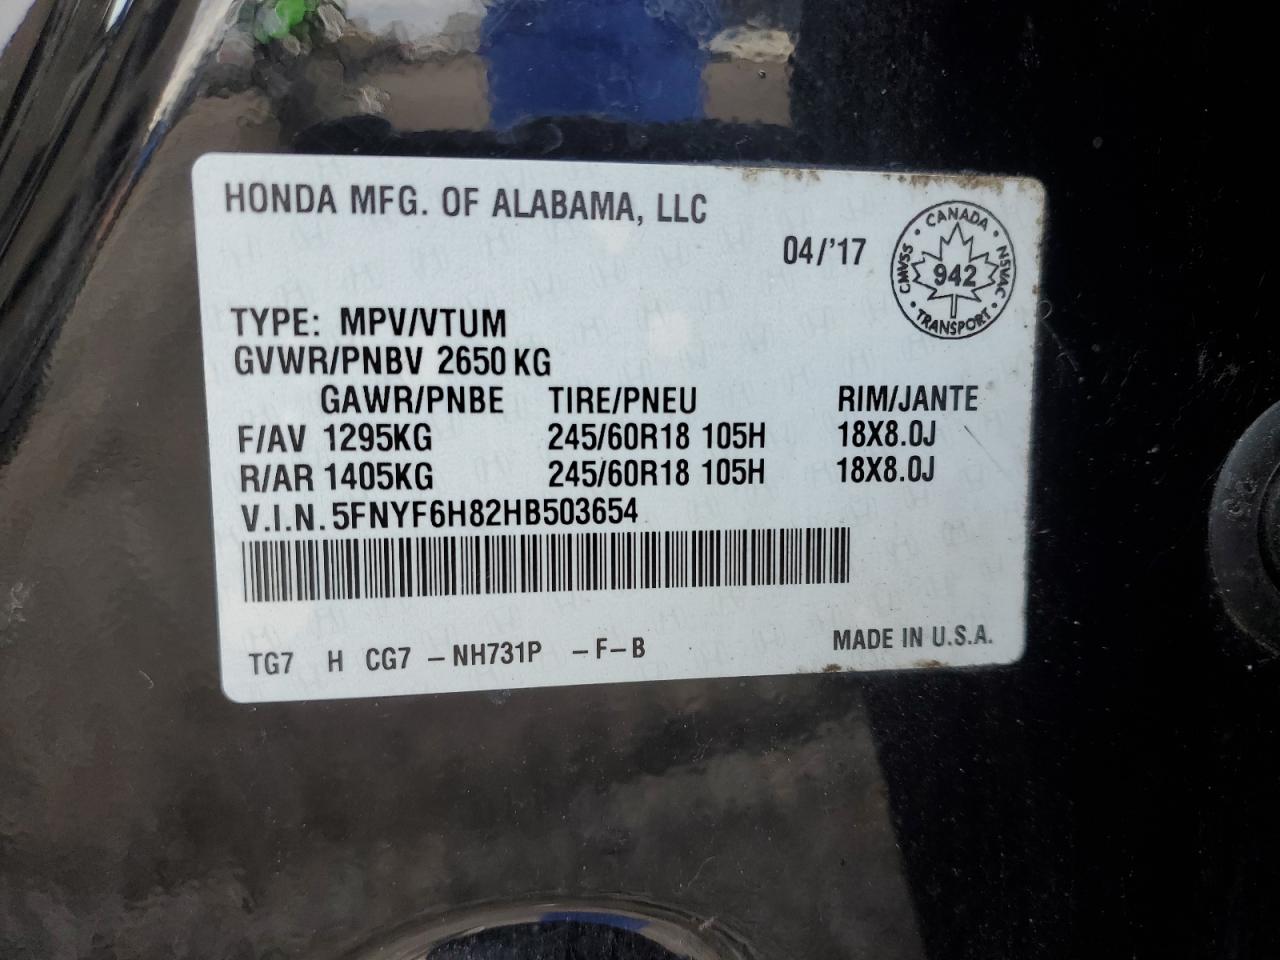 HONDA MFG. OF ALABAMA, LLC
04/'17
CANADA
CMVSS
942
NSVAC
TRANSPORT
TYPE: MPV/VTUM
GVWR/PNBV 2650 KG
GAWR/PNBE TIRE/PNEU RIM/JANTE
F/AV 1295KG 245/60R18 105H 18X8.0J
R/AR 1405KG 245/60R18 105H 18X8.0J
V.I.N. 5FNYF6H82HB503654
TG7 H CG7 -NH731P -F-B MADE IN U.S.A.